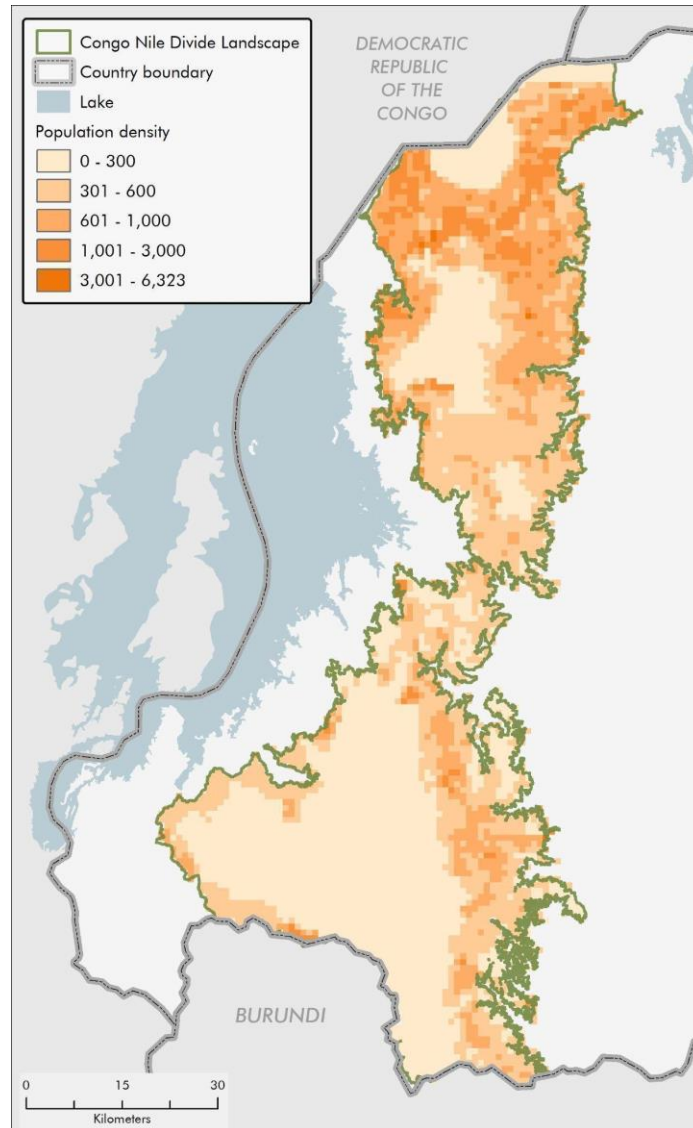 Congo Nile Divide Landscape
Country boundary
Lake
Population density
0 - 300
301 - 600
601 - 1,000
1,001 - 3,000
3,001 - 6,323
DEMOCRATIC
REPUBLIC
OF THE
CONGO
BURUNDI
0 15 30
Kilometers